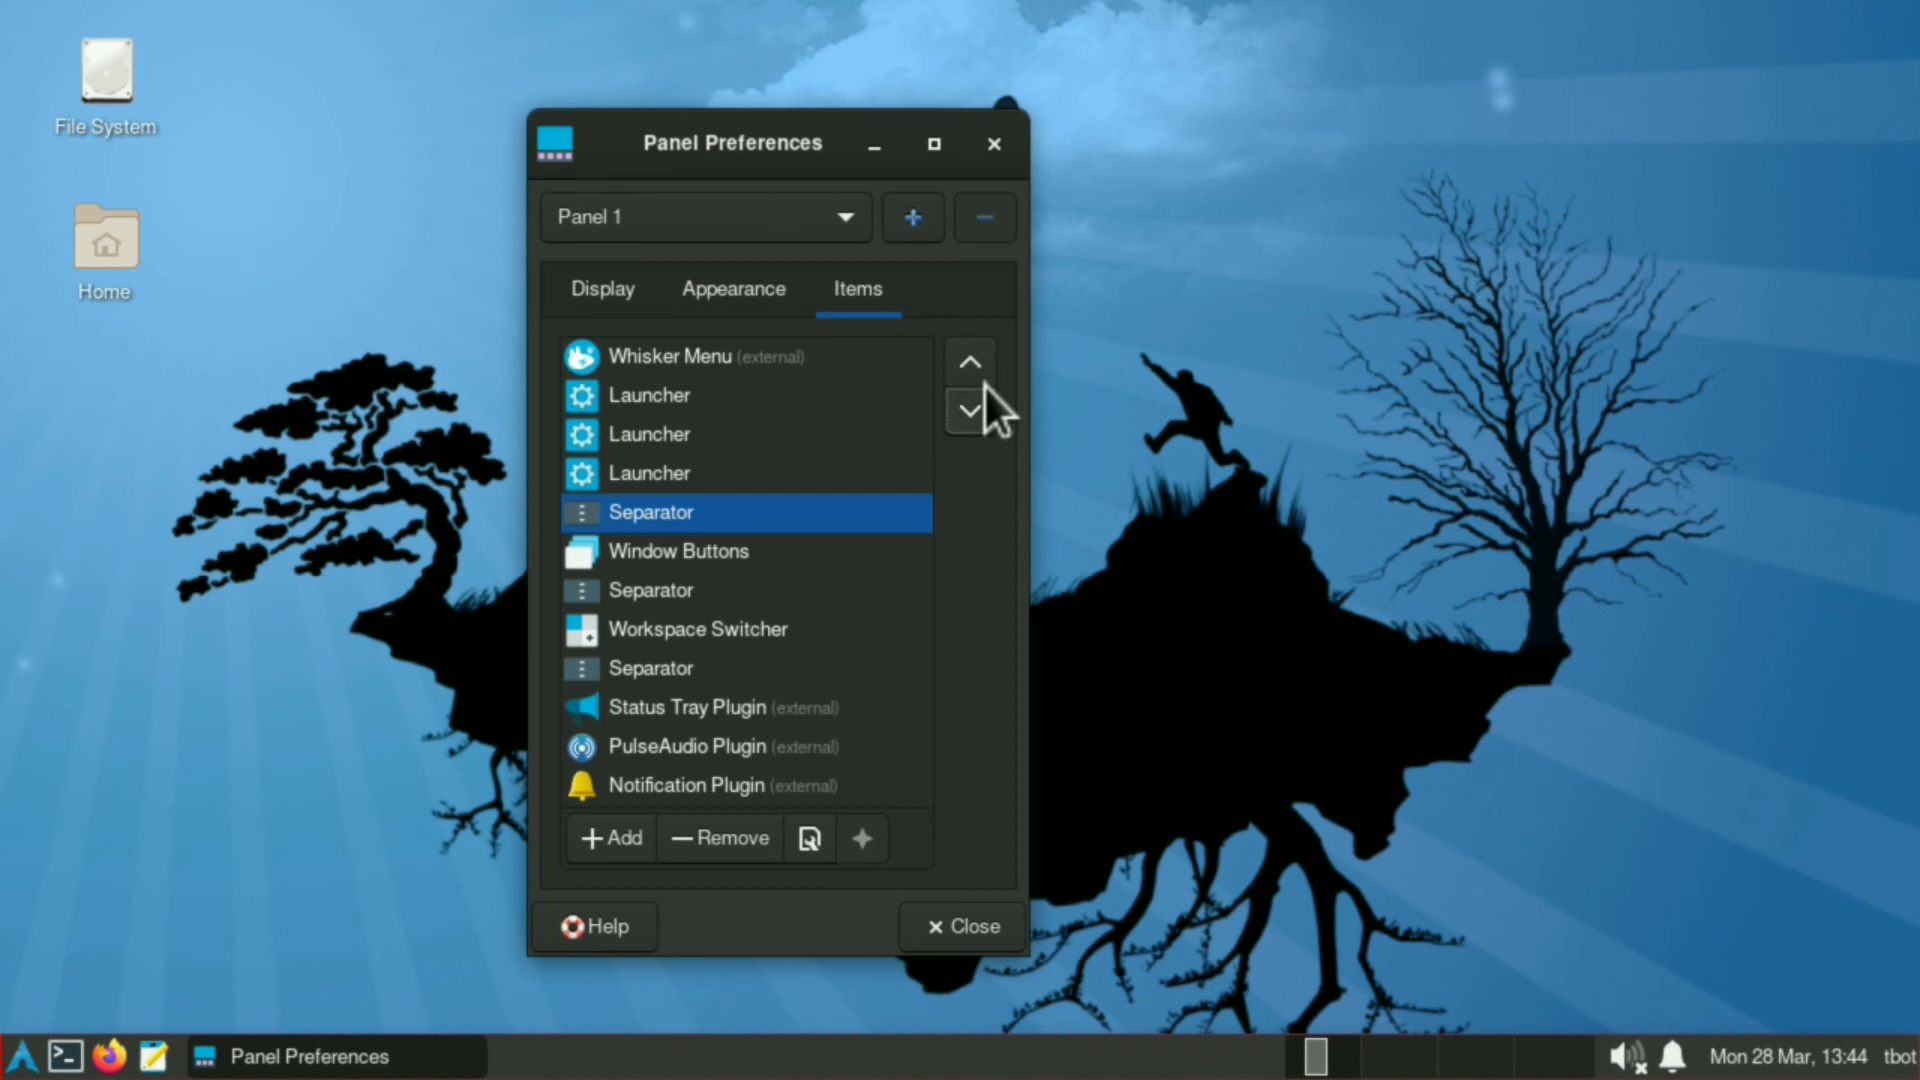 File System
Home
Panel Preferences
Panel 1
Display Appearance Items
Whisker Menu (external)
Launcher
Launcher
Launcher
Separator
Window Buttons
Separator
Workspace Switcher
Separator
Status Tray Plugin (external)
PulseAudio Plugin (external)
Notification Plugin (external)
Add Remove
Help Close
Panel Preferences Mon 28 Mar, 13:44 tbot